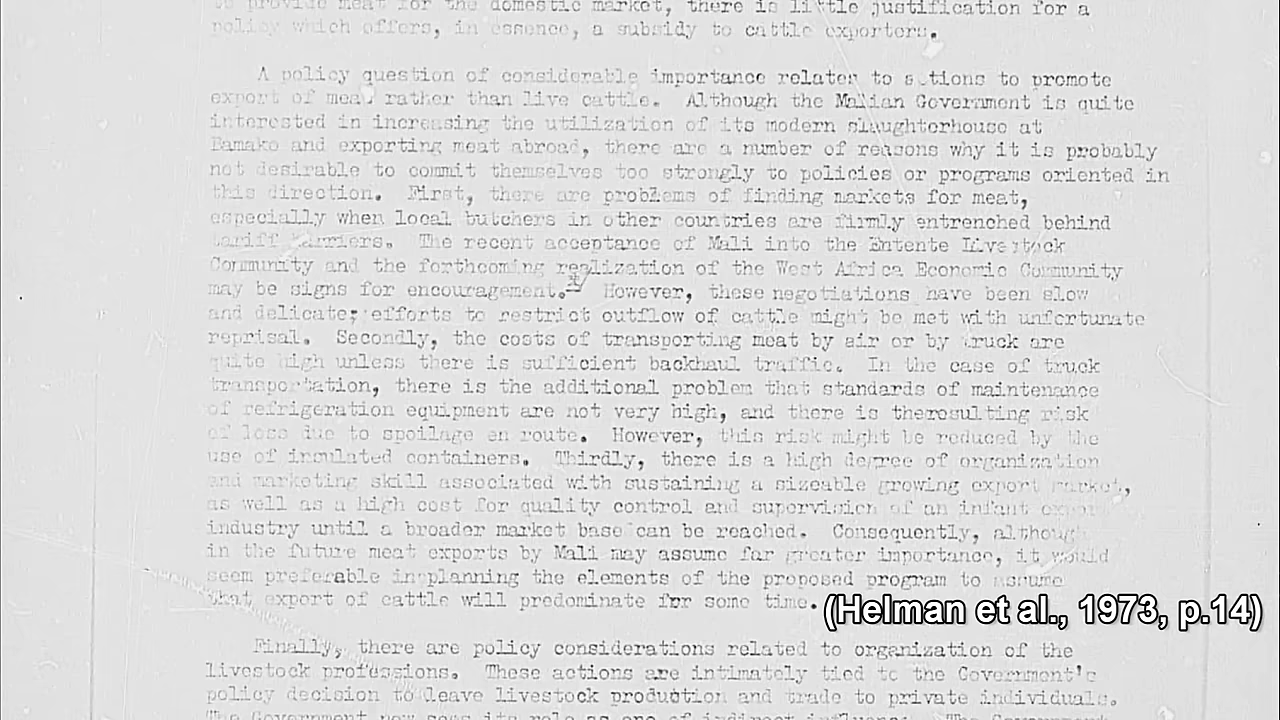 to provide meat for the domestic market, there is little justification for a
policy which offers, in essence, a subsidy to cattle exporters.
A policy question of considerable importance relates to actions to promote
export of meat rather than live cattle. Although the Malian Government is quite
interested in increasing the utilization of its modern slaughterhouse at
Bamako and exporting meat abroad, there are a number of reasons why it is probably
not desirable to commit themselves too strongly to policies or programs oriented in
this direction. First, there are problems of finding markets for meat,
especially when local butchers in other countries are firmly entrenched behind
tariff barriers. The recent acceptance of Mali into the Entente Livestock
Community and the forthcoming realization of the West Africa Economic Community
may be signs for encouragement.*/ However, these negotiations have been slow
and delicate; efforts to restrict outflow of cattle might be met with unfortunate
reprisal. Secondly, the costs of transporting meat by air or by truck are
quite high unless there is sufficient backhaul traffic. In the case of truck
transportation, there is the additional problem that standards of maintenance
of refrigeration equipment are not very high, and there is theresulting risk
of loss due to spoilage en route. However, this risk might be reduced by the
use of insulated containers. Thirdly, there is a high degree of organization
and marketing skill associated with sustaining a sizeable growing export market,
as well as a high cost for quality control and supervision of an infant export
industry until a broader market base can be reached. Consequently, although
in the future meat exports by Mali may assume far greater importance, it would
seem preferable in planning the elements of the proposed program to assume
that export of cattle will predominate for some time.
(Helman et al., 1973, p.14)
Finally, there are policy considerations related to organization of the
livestock professions. These actions are intimately tied to the Government's
policy decision to leave livestock production and trade to private individuals.
The Government now sees its role as one of indirect influence. The Government